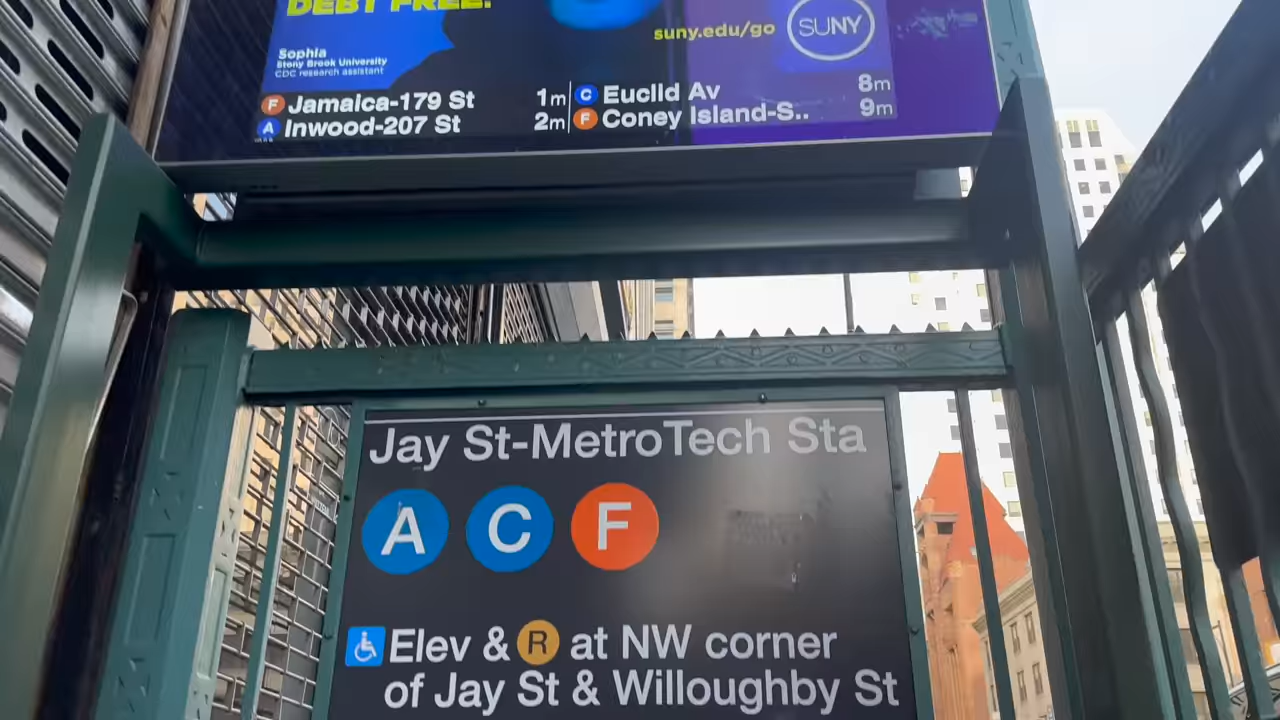 DEBT FREE!
suny.edu/go
SUNY
Sophia
Stony Brook University
CDC research assistant
F Jamaica-179 St 1m
A Inwood-207 St 2m
C Euclid Av 8m
F Coney Island-S.. 9m
Jay St-MetroTech Sta
A C F
Elev & R at NW corner
of Jay St & Willoughby St